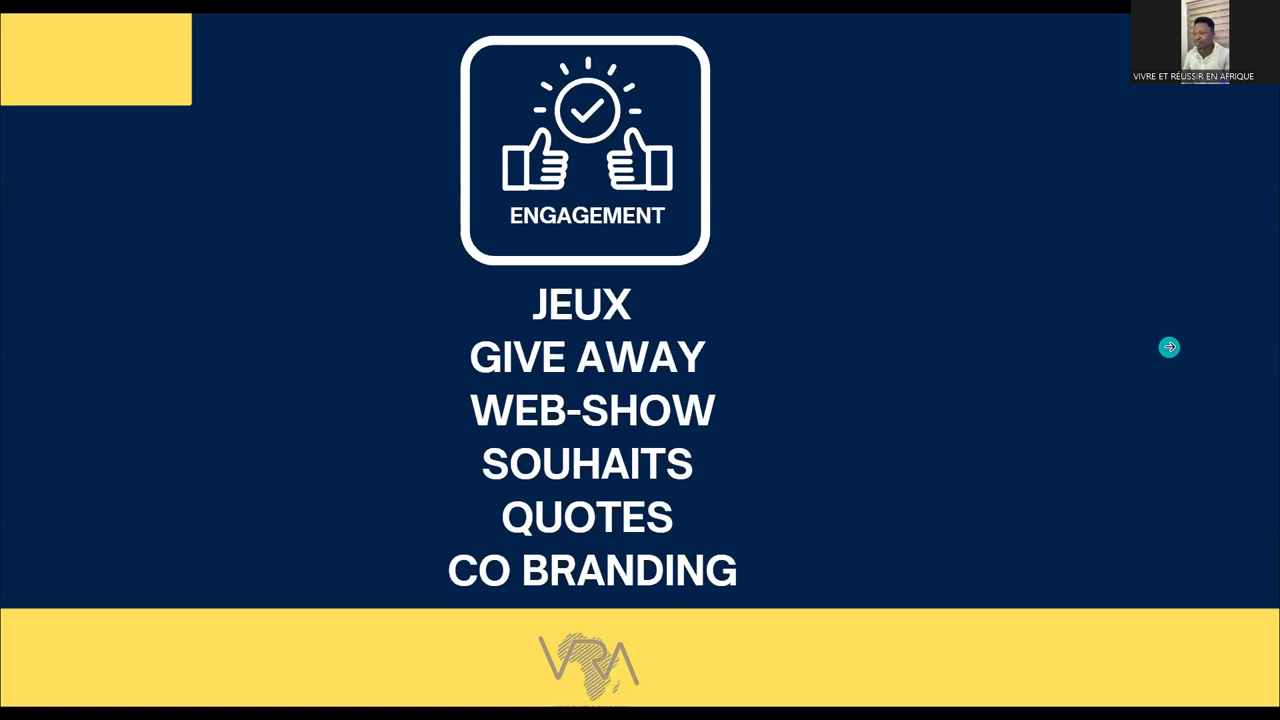 VIVRE ET RÉUSSIR EN AFRIQUE
ENGAGEMENT
JEUX
GIVE AWAY
WEB-SHOW
SOUHAITS
QUOTES
CO BRANDING
VRA